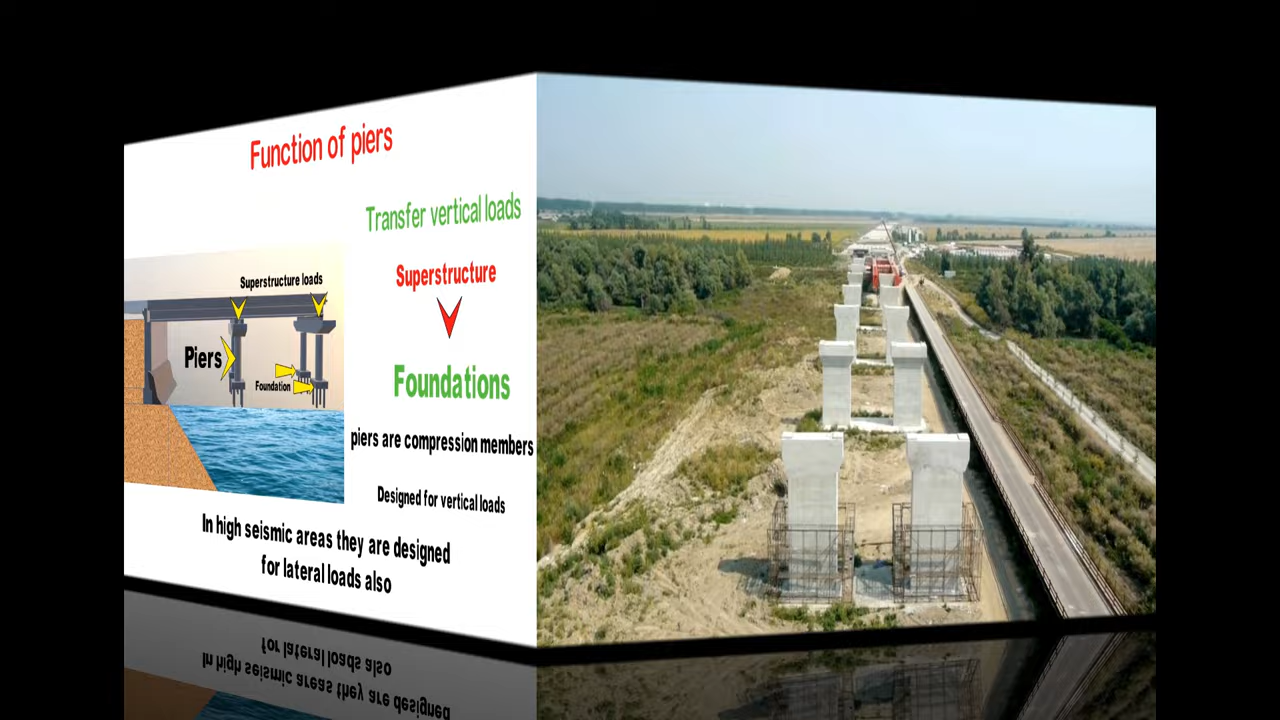 Function of piers
Transfer vertical loads
Superstructure
Foundations
Superstructure loads
Piers
Foundation
piers are compression members
Designed for vertical loads
In high seismic areas they are designed
for lateral loads also